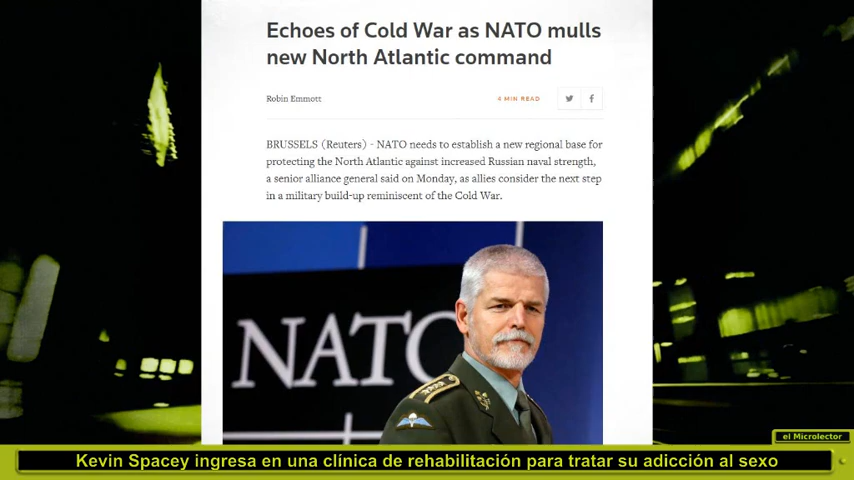 Echoes of Cold War as NATO mulls
new North Atlantic command
Robin Emmott
4 MIN READ
BRUSSELS (Reuters) - NATO needs to establish a new regional base for
protecting the North Atlantic against increased Russian naval strength,
a senior alliance general said on Monday, as allies consider the next step
in a military build-up reminiscent of the Cold War.
NATO
el Microlector
Kevin Spacey ingresa en una clínica de rehabilitación para tratar su adicción al sexo